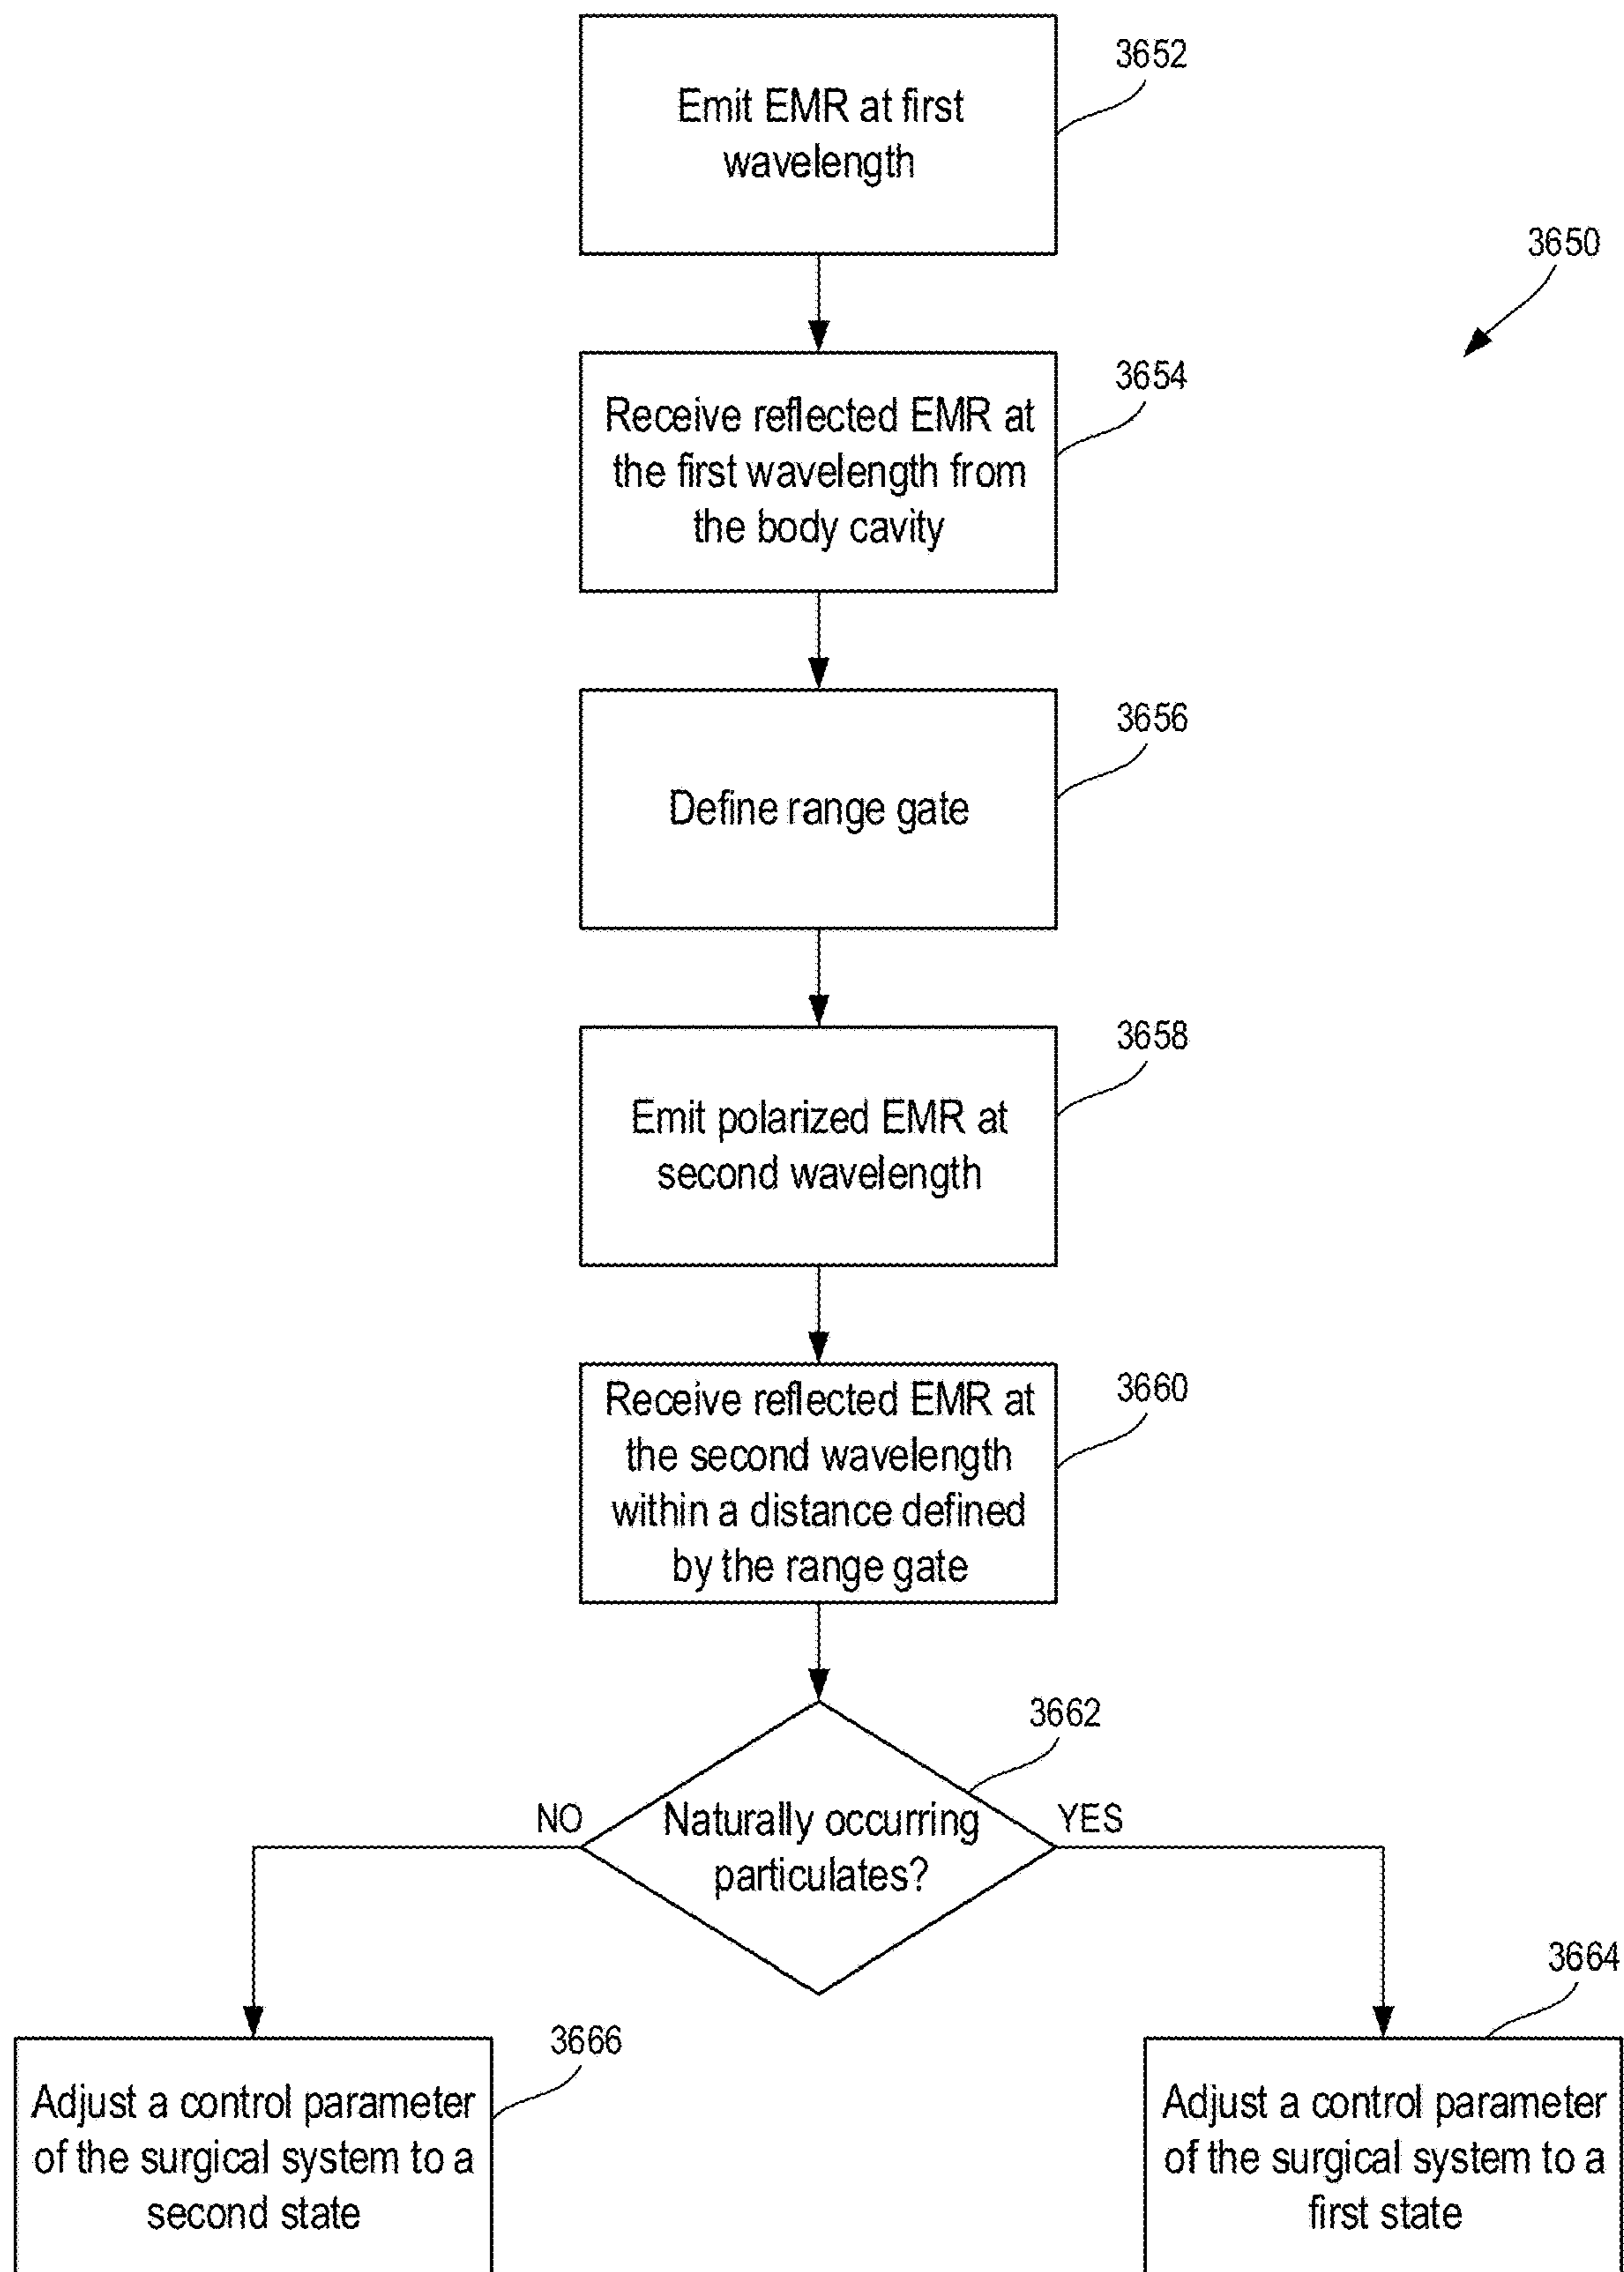 Emit EMR at first
wavelength
3652
3650
Receive reflected EMR at
the first wavelength from
the body cavity
3654
Define range gate
3656
Emit polarized EMR at
second wavelength
3658
Receive reflected EMR at
the second wavelength
within a distance defined
by the range gate
3660
Naturally occurring
particulates?
3662
NO
YES
Adjust a control parameter
of the surgical system to a
second state
3666
Adjust a control parameter
of the surgical system to a
first state
3664